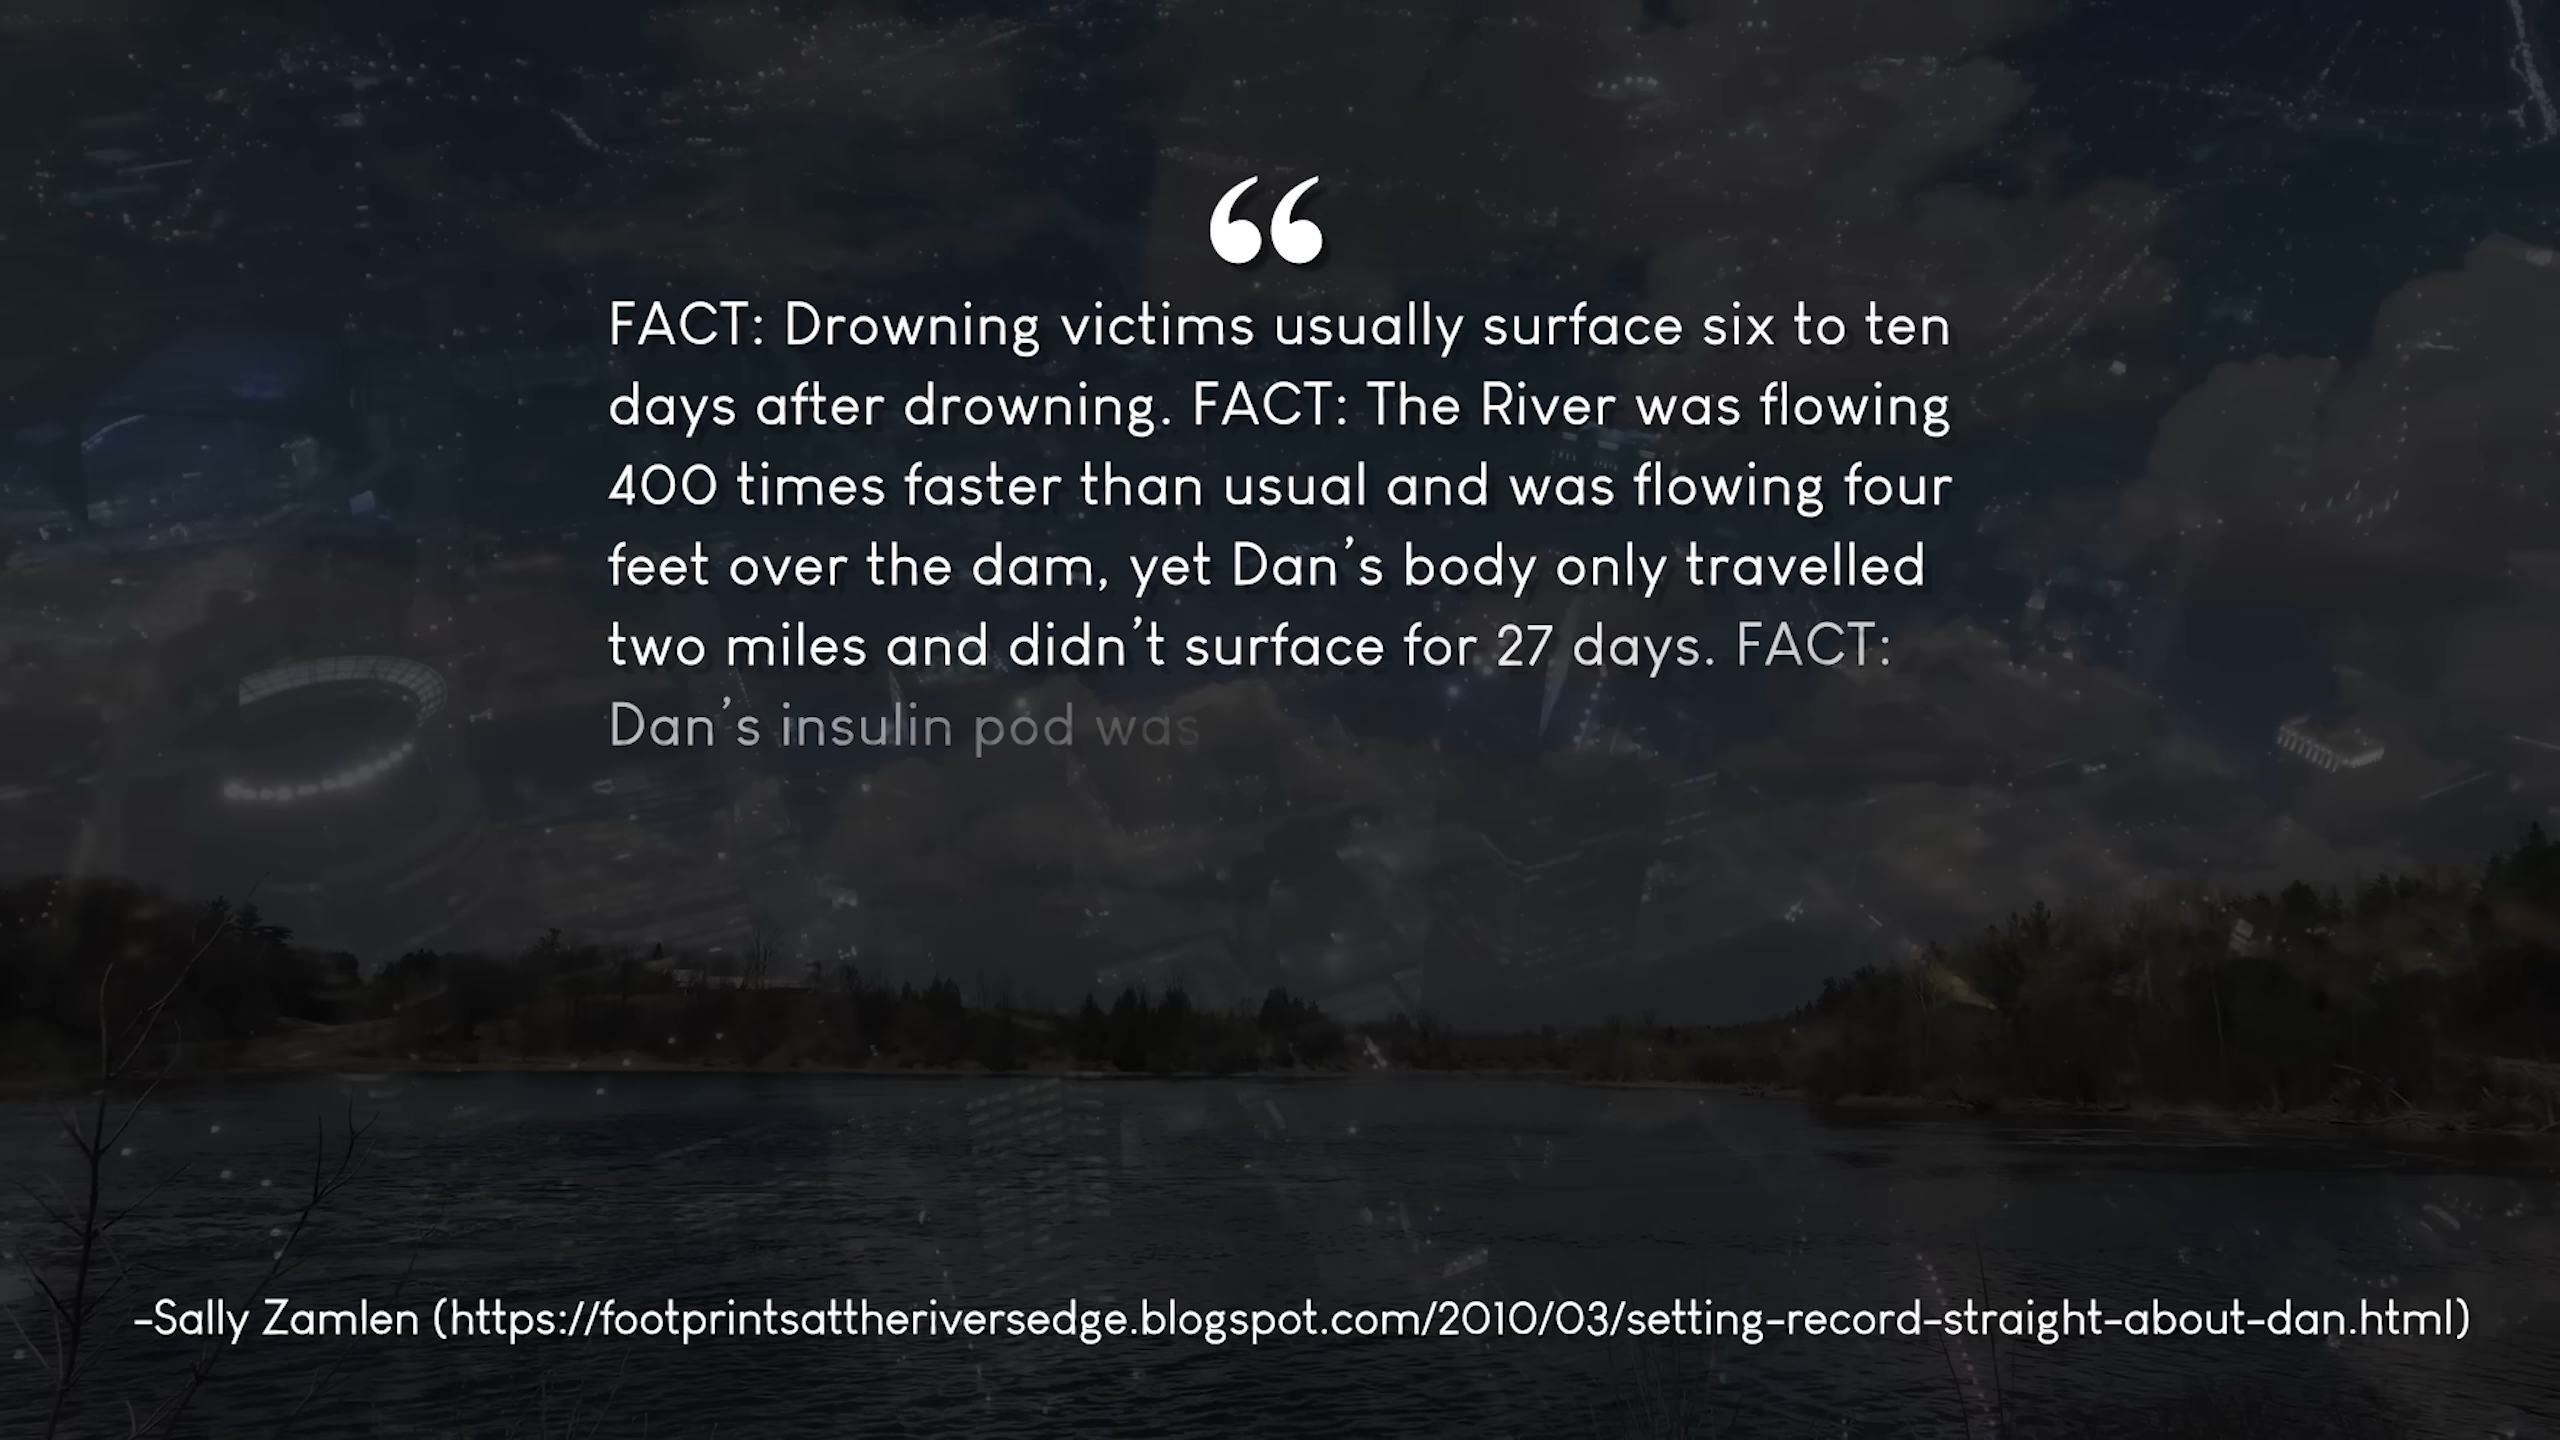 “
FACT: Drowning victims usually surface six to ten
days after drowning. FACT: The River was flowing
400 times faster than usual and was flowing four
feet over the dam, yet Dan’s body only travelled
two miles and didn’t surface for 27 days. FACT:
Dan’s insulin pod was
-Sally Zamlen (https://footprintsattheriversedge.blogspot.com/2010/03/setting-record-straight-about-dan.html)